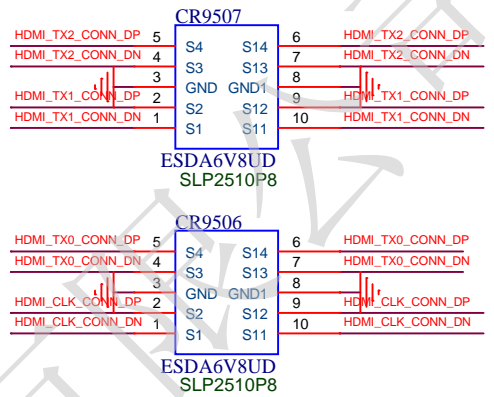 CR9507
HDMI_TX2_CONN_DP 5 S4 S14 6 HDMI_TX2_CONN_DP
HDMI_TX2_CONN_DN 4 S3 S13 7 HDMI_TX2_CONN_DN
3 GND GND1 8
HDMI_TX1_CONN_DP 2 S2 S12 9 HDMI_TX1_CONN_DP
HDMI_TX1_CONN_DN 1 S1 S11 10 HDMI_TX1_CONN_DN
ESDA6V8UD
SLP2510P8
CR9506
HDMI_TX0_CONN_DP 5 S4 S14 6 HDMI_TX0_CONN_DP
HDMI_TX0_CONN_DN 4 S3 S13 7 HDMI_TX0_CONN_DN
3 GND GND1 8
HDMI_CLK_CONN_DP 2 S2 S12 9 HDMI_CLK_CONN_DP
HDMI_CLK_CONN_DN 1 S1 S11 10 HDMI_CLK_CONN_DN
ESDA6V8UD
SLP2510P8